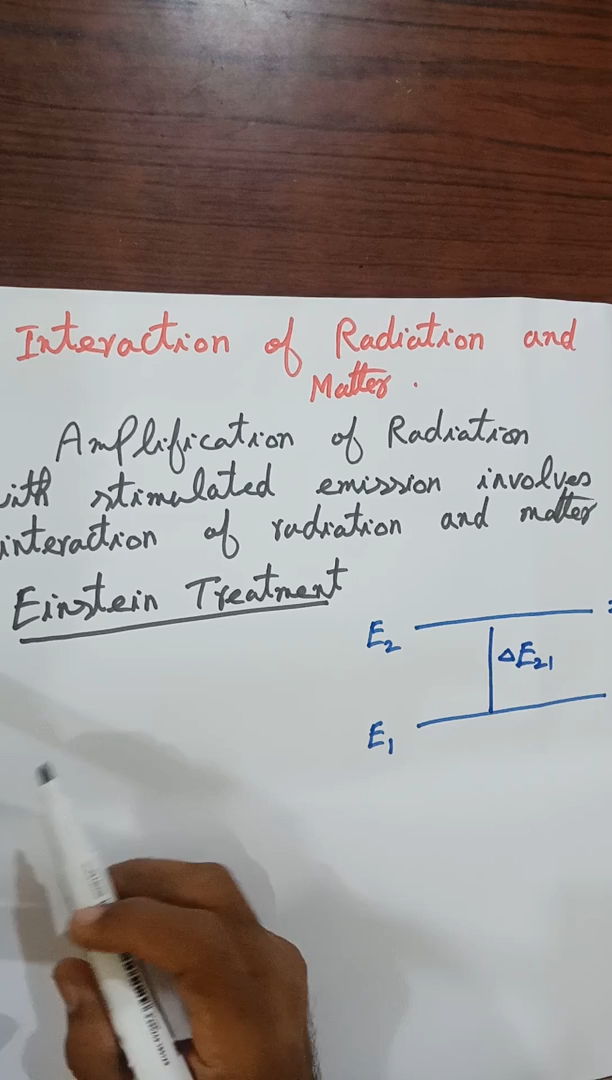 Interaction of Radiation and
Matter.
Amplification of Radiation
with stimulated emission involves
interaction of radiation and matter
Einstein Treatment
E₂
ΔE₂₁
E₁